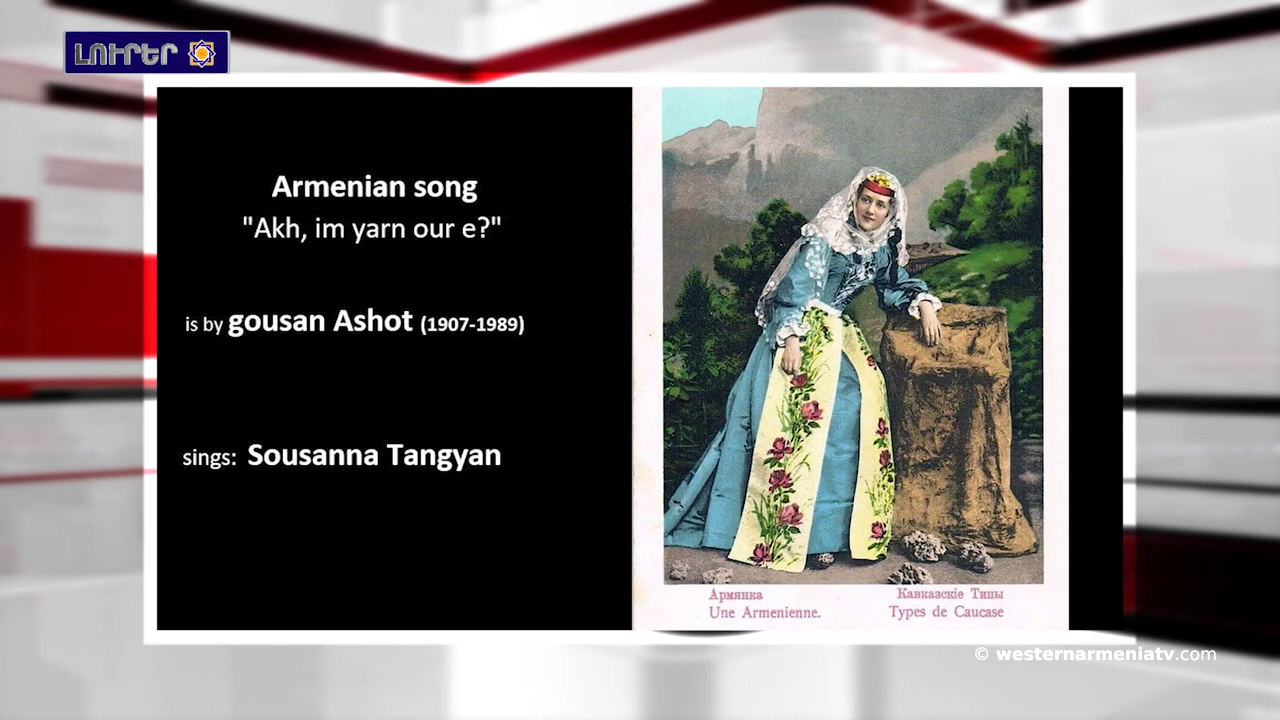 ԼՈՒՐԵՐ
Armenian song
"Akh, im yarn our e?"
is by gousan Ashot (1907-1989)
sings: Sousanna Tangyan
Армянка
Кавказскіе Типы
Une Armenienne.
Types de Caucase
© westernarmeniatv.com